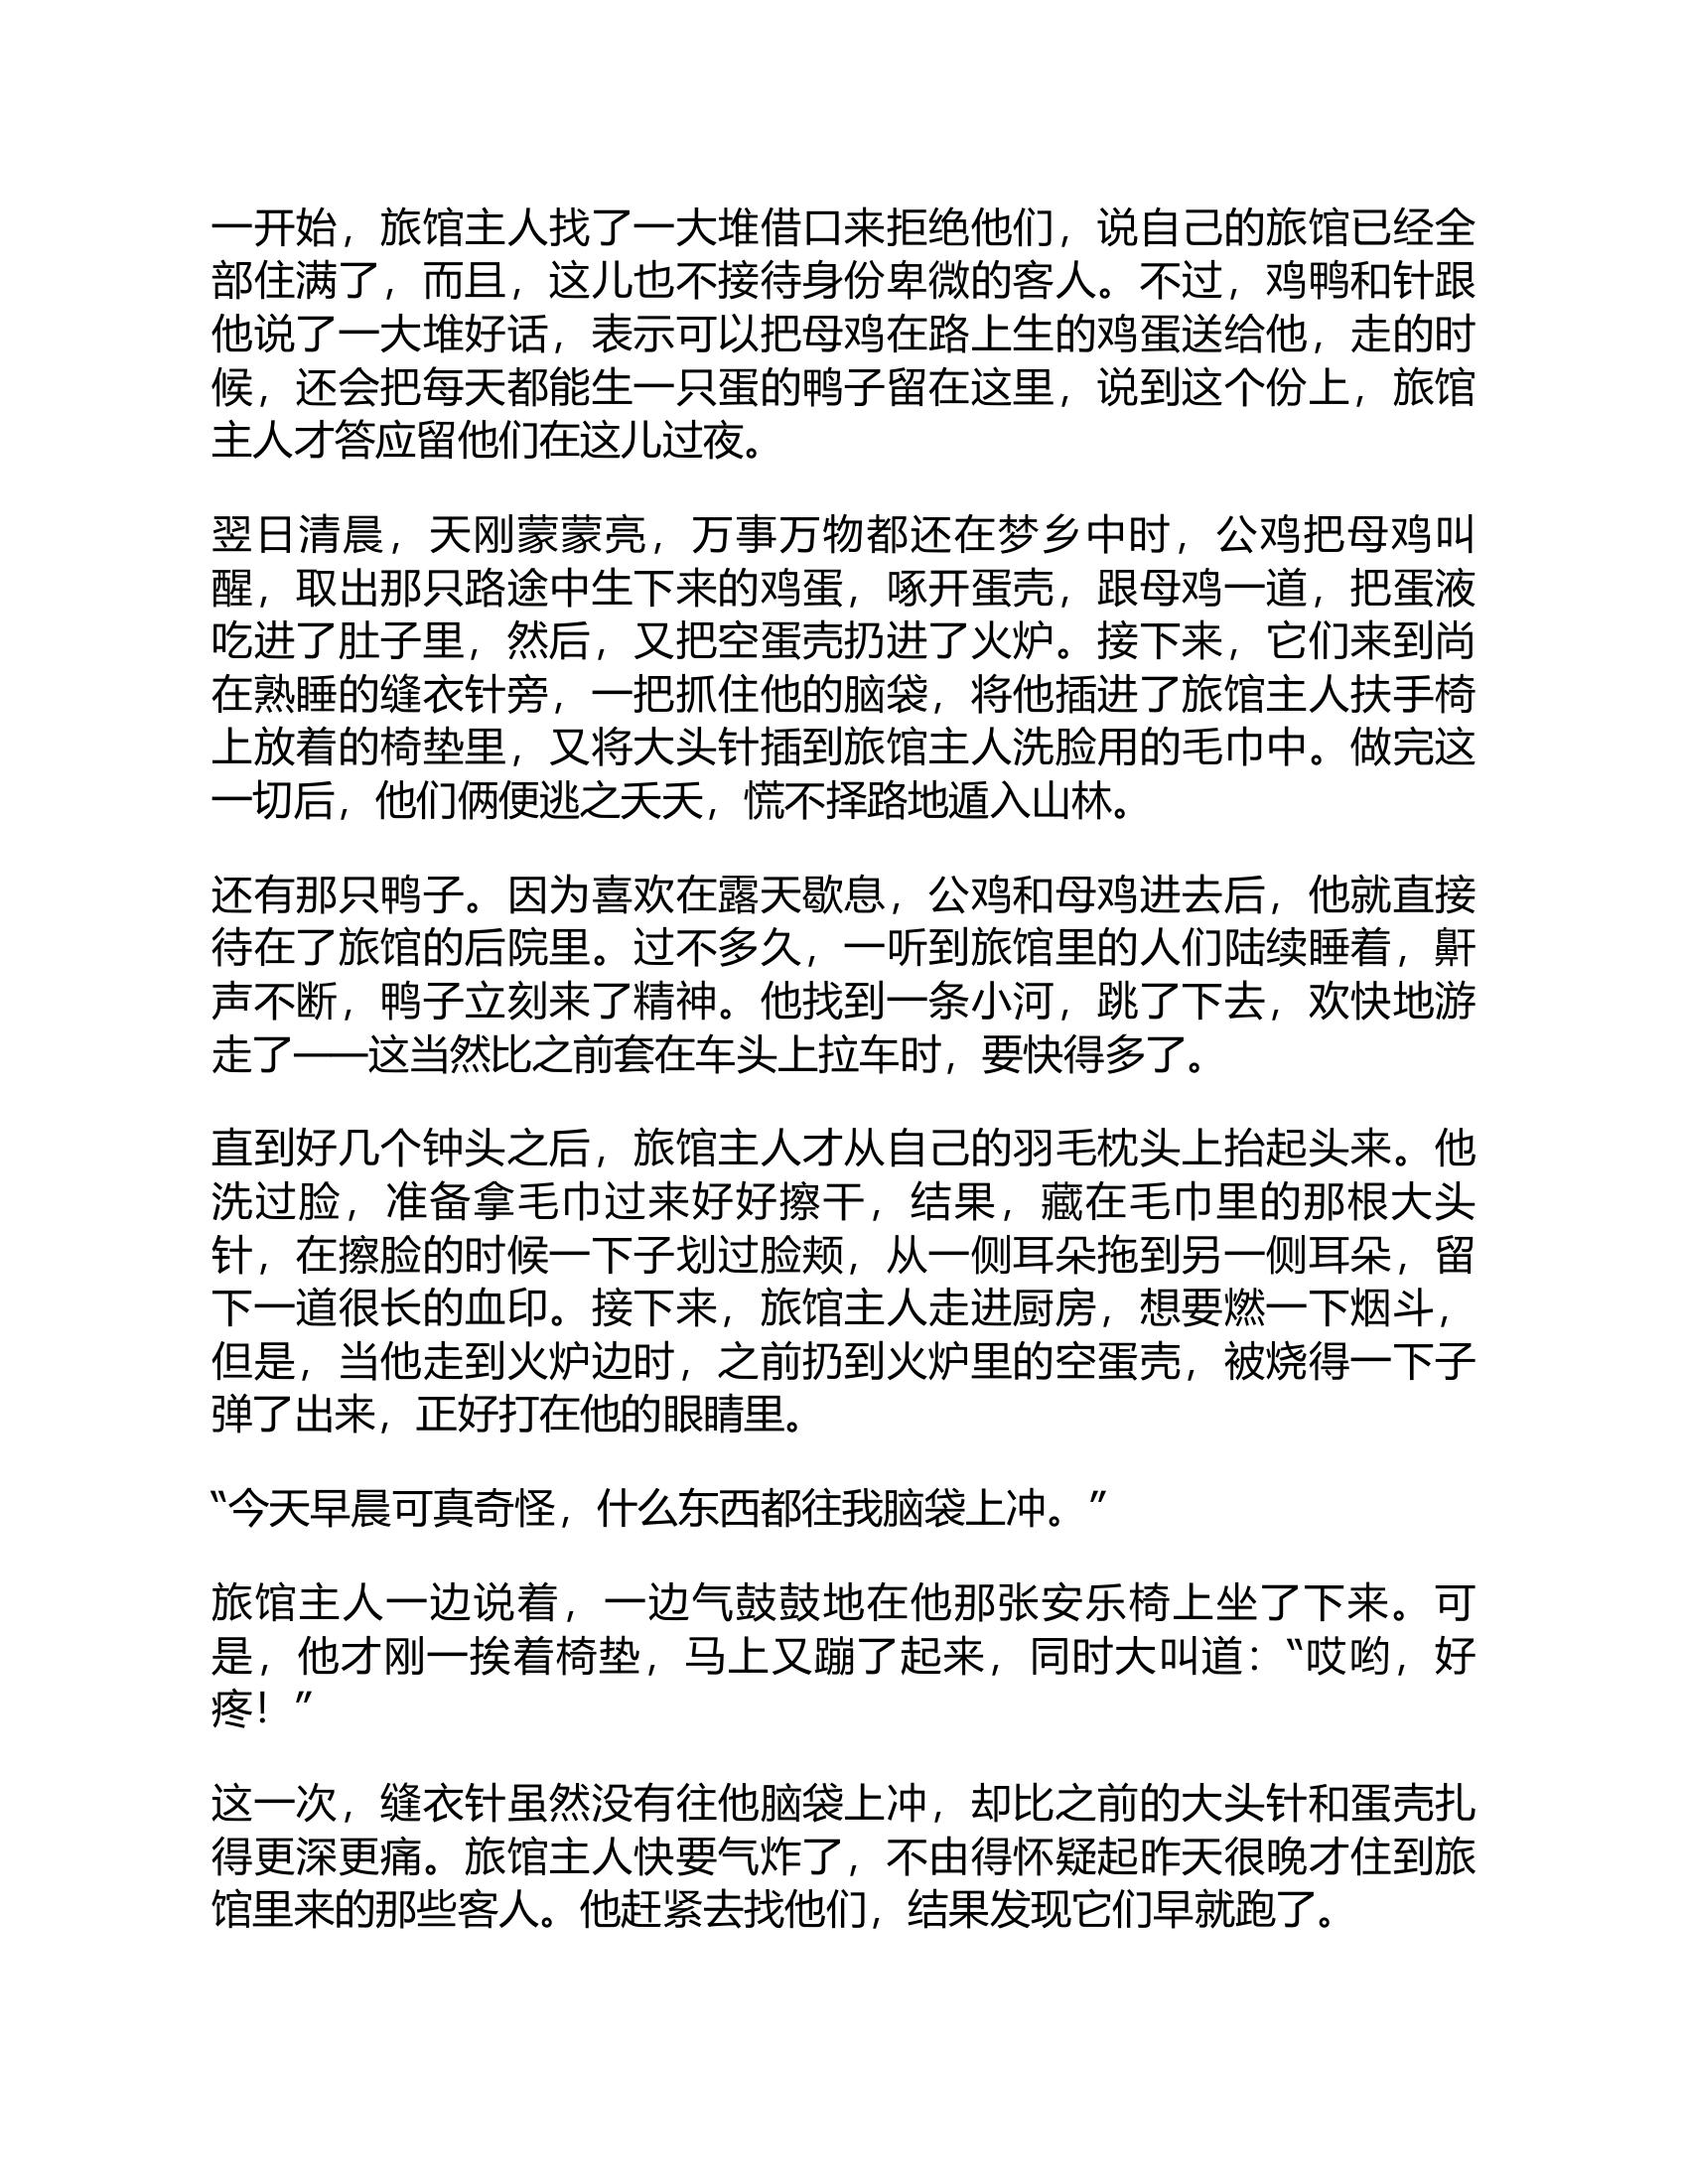 一开始，旅馆主人找了一大堆借口来拒绝他们，说自己的旅馆已经全
部住满了，而且，这儿也不接待身份卑微的客人。不过，鸡鸭和针跟
他说了一大堆好话，表示可以把母鸡在路上生的鸡蛋送给他，走的时
候，还会把每天都能生一只蛋的鸭子留在这里，说到这个份上，旅馆
主人才答应留他们在这儿过夜。
翌日清晨，天刚蒙蒙亮，万事万物都还在梦乡中时，公鸡把母鸡叫
醒，取出那只路途中生下来的鸡蛋，啄开蛋壳，跟母鸡一道，把蛋液
吃进了肚子里，然后，又把空蛋壳扔进了火炉。接下来，它们来到尚
在熟睡的缝衣针旁，一把抓住他的脑袋，将他插进了旅馆主人扶手椅
上放着的椅垫里，又将大头针插到旅馆主人洗脸用的毛巾中。做完这
一切后，他们俩便逃之夭夭，慌不择路地遁入山林。
还有那只鸭子。因为喜欢在露天歇息，公鸡和母鸡进去后，他就直接
待在了旅馆的后院里。过不多久，一听到旅馆里的人们陆续睡着，鼾
声不断，鸭子立刻来了精神。他找到一条小河，跳了下去，欢快地游
走了——这当然比之前套在车头上拉车时，要快得多了。
直到好几个钟头之后，旅馆主人才从自己的羽毛枕头上抬起头来。他
洗过脸，准备拿毛巾过来好好擦干，结果，藏在毛巾里的那根大头
针，在擦脸的时候一下子划过脸颊，从一侧耳朵拖到另一侧耳朵，留
下一道很长的血印。接下来，旅馆主人走进厨房，想要燃一下烟斗，
但是，当他走到火炉边时，之前扔到火炉里的空蛋壳，被烧得一下子
弹了出来，正好打在他的眼睛里。
“今天早晨可真奇怪，什么东西都往我脑袋上冲。”
旅馆主人一边说着，一边气鼓鼓地在他那张安乐椅上坐了下来。可
是，他才刚一挨着椅垫，马上又蹦了起来，同时大叫道：“哎哟，好
疼！”
这一次，缝衣针虽然没有往他脑袋上冲，却比之前的大头针和蛋壳扎
得更深更痛。旅馆主人快要气炸了，不由得怀疑起昨天很晚才住到旅
馆里来的那些客人。他赶紧去找他们，结果发现它们早就跑了。